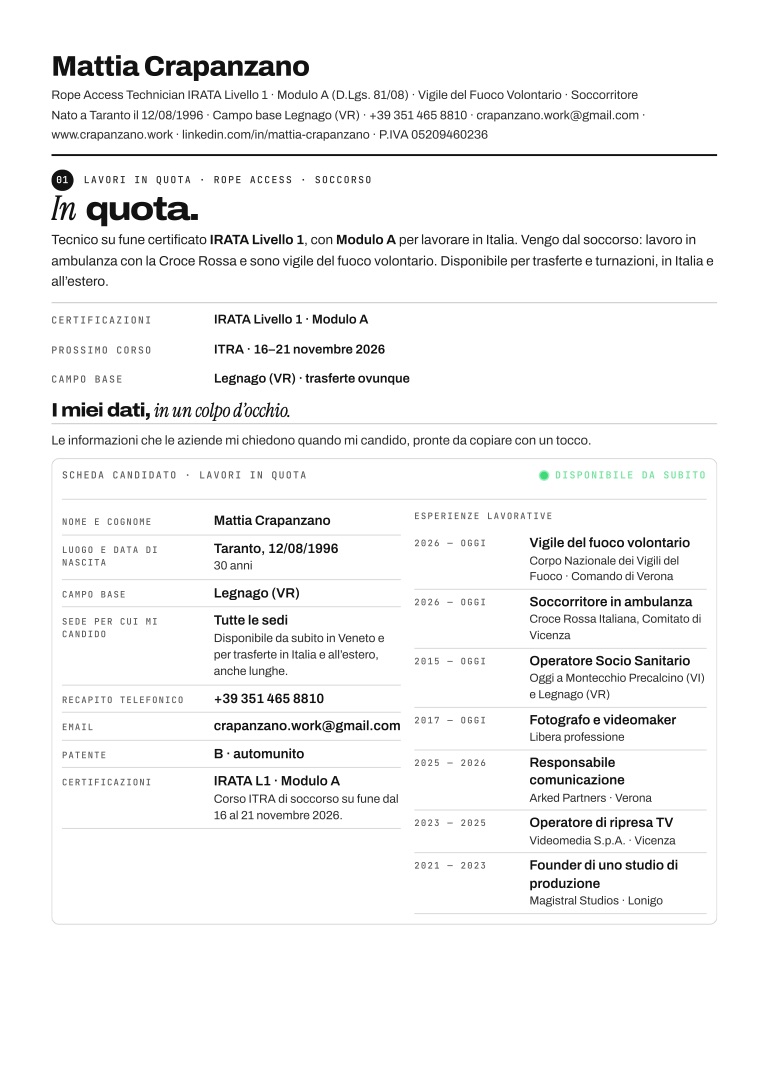 Mattia Crapanzano
Rope Access Technician IRATA Livello 1 · Modulo A (D.Lgs. 81/08) · Vigile del Fuoco Volontario · Soccorritore
Nato a Taranto il 12/08/1996 · Campo base Legnago (VR) · +39 351 465 8810 · crapanzano.work@gmail.com ·
www.crapanzano.work · linkedin.com/in/mattia-crapanzano · P.IVA 05209460236
01 LAVORI IN QUOTA · ROPE ACCESS · SOCCORSO
In quota.
Tecnico su fune certificato IRATA Livello 1, con Modulo A per lavorare in Italia. Vengo dal soccorso: lavoro in
ambulanza con la Croce Rossa e sono vigile del fuoco volontario. Disponibile per trasferte e turnazioni, in Italia e
all’estero.
CERTIFICAZIONI IRATA Livello 1 · Modulo A
PROSSIMO CORSO ITRA · 16–21 novembre 2026
CAMPO BASE Legnago (VR) · trasferte ovunque
I miei dati, in un colpo d’occhio.
Le informazioni che le aziende mi chiedono quando mi candido, pronte da copiare con un tocco.
SCHEDA CANDIDATO · LAVORI IN QUOTA
DISPONIBILE DA SUBITO
NOME E COGNOME Mattia Crapanzano
LUOGO E DATA DI
NASCITA
Taranto, 12/08/1996
30 anni
CAMPO BASE Legnago (VR)
SEDE PER CUI MI
CANDIDO
Tutte le sedi
Disponibile da subito in Veneto e
per trasferte in Italia e all’estero,
anche lunghe.
RECAPITO TELEFONICO +39 351 465 8810
EMAIL crapanzano.work@gmail.com
PATENTE B · automunito
CERTIFICAZIONI IRATA L1 · Modulo A
Corso ITRA di soccorso su fune dal
16 al 21 novembre 2026.
ESPERIENZE LAVORATIVE
2026 — OGGI Vigile del fuoco volontario
Corpo Nazionale dei Vigili del
Fuoco · Comando di Verona
2026 — OGGI Soccorritore in ambulanza
Croce Rossa Italiana, Comitato di
Vicenza
2015 — OGGI Operatore Socio Sanitario
Oggi a Montecchio Precalcino (VI)
e Legnago (VR)
2017 — OGGI Fotografo e videomaker
Libera professione
2025 — 2026 Responsabile
comunicazione
Arked Partners · Verona
2023 — 2025 Operatore di ripresa TV
Videomedia S.p.A. · Vicenza
2021 — 2023 Founder di uno studio di
produzione
Magistral Studios · Lonigo